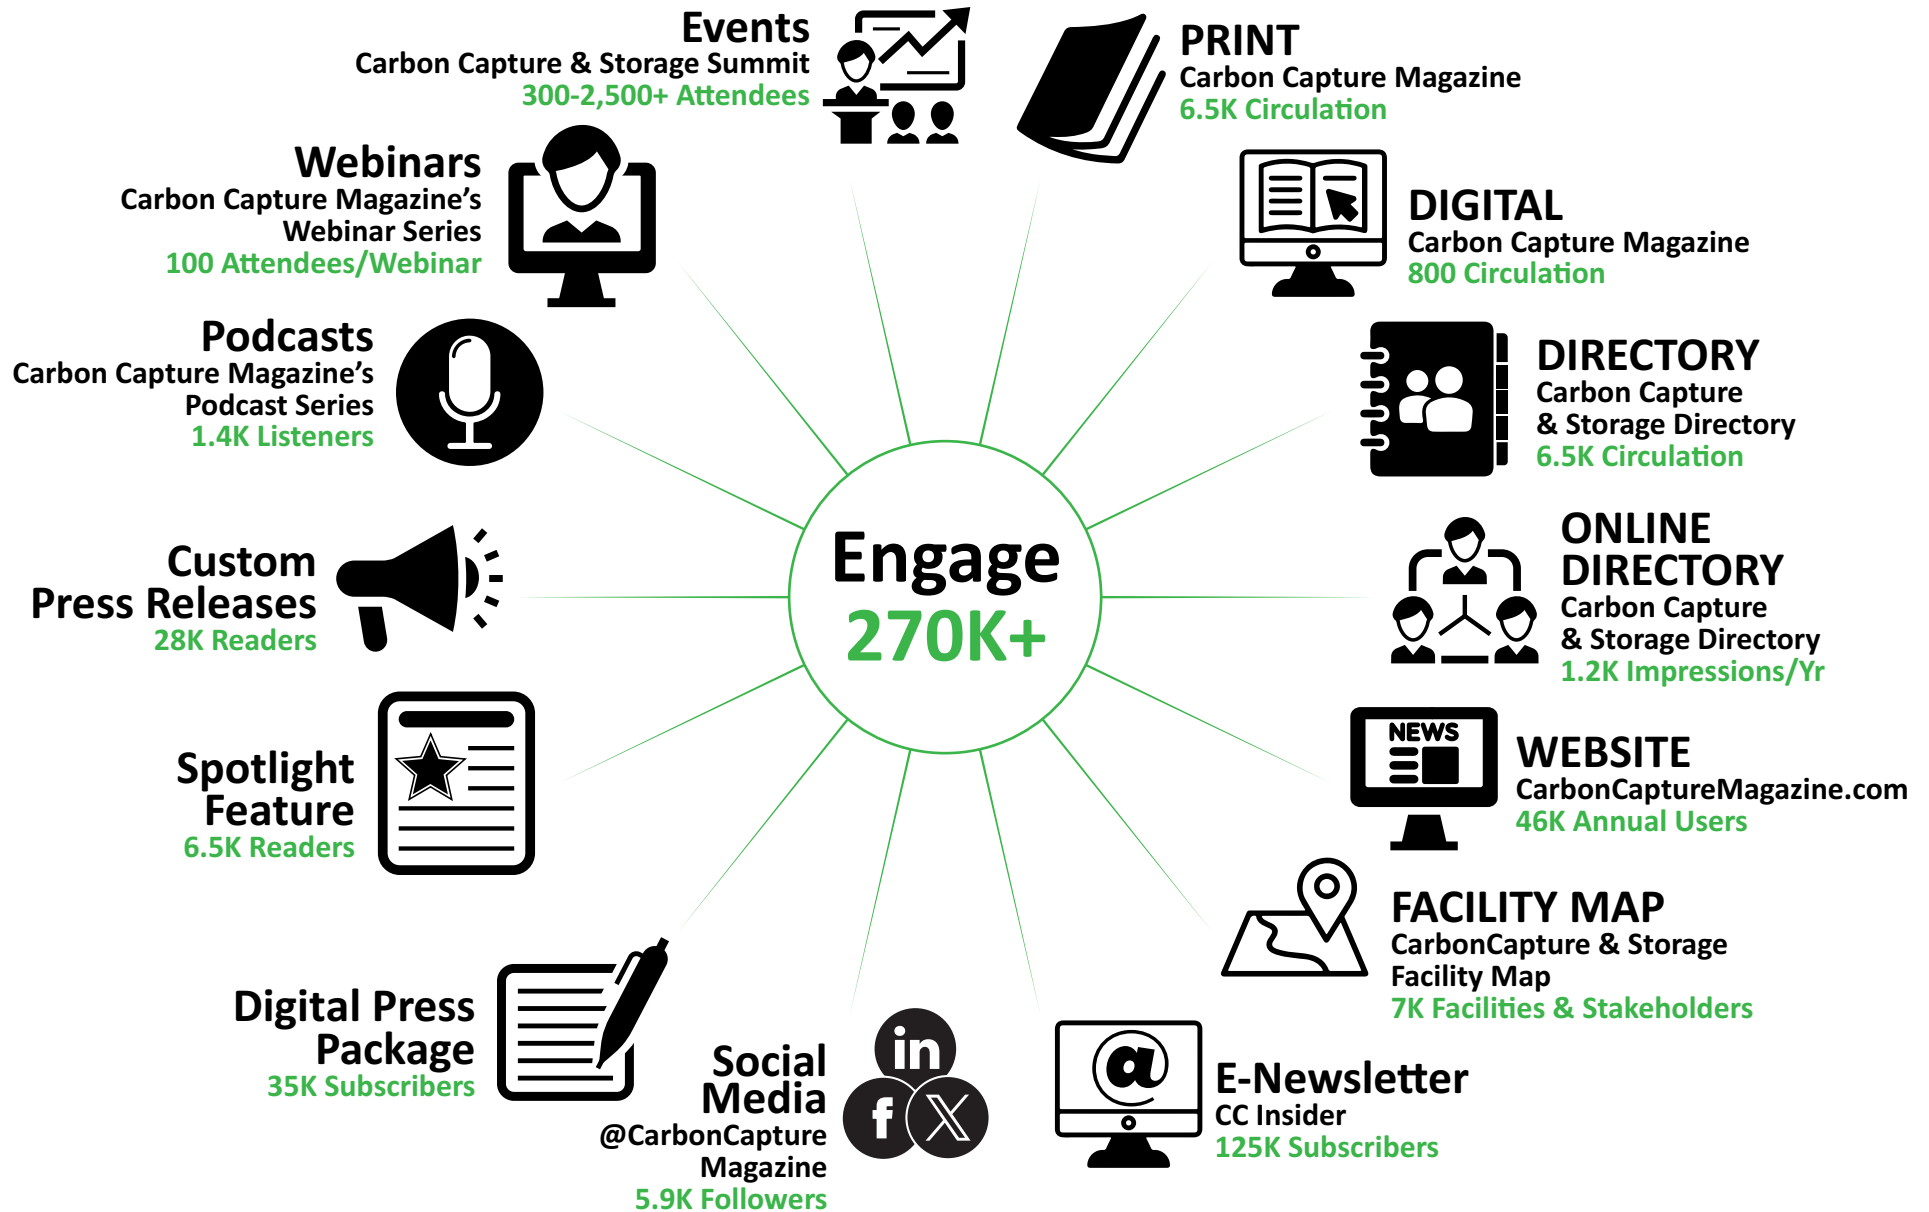 Events
Carbon Capture & Storage Summit
300-2,500+ Attendees
PRINT
Carbon Capture Magazine
6.5K Circulation
DIGITAL
Carbon Capture Magazine
800 Circulation
DIRECTORY
Carbon Capture
& Storage Directory
6.5K Circulation
ONLINE
DIRECTORY
Carbon Capture
& Storage Directory
1.2K Impressions/Yr
NEWS
WEBSITE
CarbonCaptureMagazine.com
46K Annual Users
FACILITY MAP
CarbonCapture & Storage
Facility Map
7K Facilities & Stakeholders
@
E-Newsletter
CC Insider
125K Subscribers
in
f
X
Social
Media
@CarbonCapture
Magazine
5.9K Followers
Digital Press
Package
35K Subscribers
Spotlight
Feature
6.5K Readers
Custom
Press Releases
28K Readers
Podcasts
Carbon Capture Magazine's
Podcast Series
1.4K Listeners
Webinars
Carbon Capture Magazine's
Webinar Series
100 Attendees/Webinar
Engage
270K+